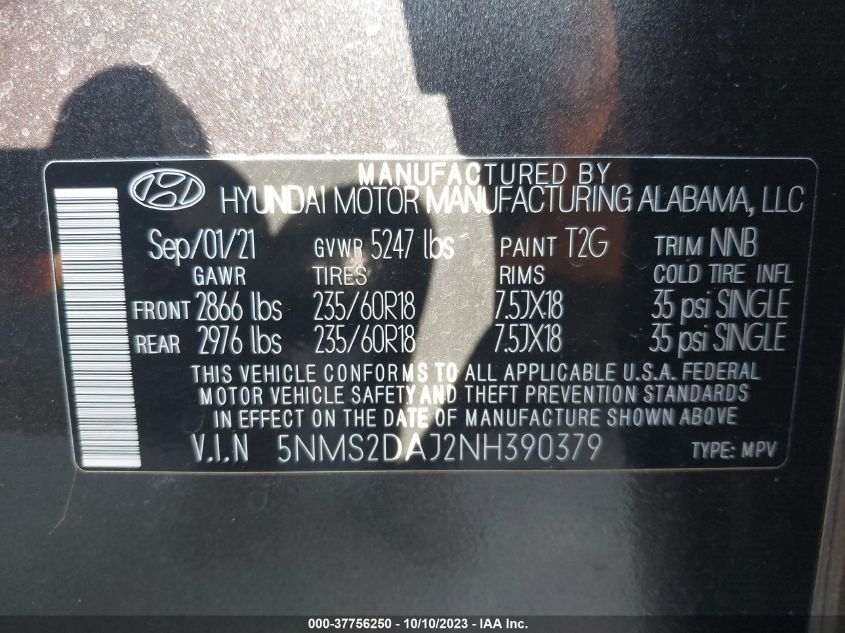 MANUFACTURED BY
HYUNDAI MOTOR MANUFACTURING ALABAMA, LLC
Sep/01/21 GVWR 5247 lbs PAINT T2G TRIM NNB
GAWR TIRES RIMS COLD TIRE INFL
FRONT 2866 lbs 235/60R18 7.5JX18 35 psi SINGLE
REAR 2976 lbs 235/60R18 7.5JX18 35 psi SINGLE
THIS VEHICLE CONFORMS TO ALL APPLICABLE U.S.A. FEDERAL
MOTOR VEHICLE SAFETY AND THEFT PREVENTION STANDARDS
IN EFFECT ON THE DATE OF MANUFACTURE SHOWN ABOVE
V.I.N 5NMS2DAJ2NH390379 TYPE: MPV
000-37756250 - 10/10/2023 - IAA Inc.